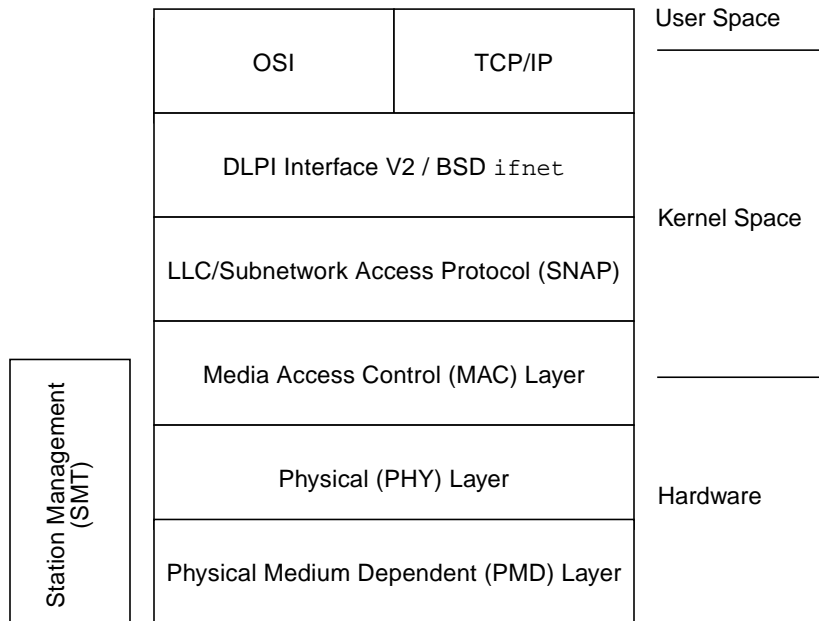 User Space
OSI
TCP/IP
DLPI Interface V2 / BSD ifnet
Kernel Space
LLC/Subnetwork Access Protocol (SNAP)
Media Access Control (MAC) Layer
Physical (PHY) Layer
Hardware
Physical Medium Dependent (PMD) Layer
Station Management
(SMT)